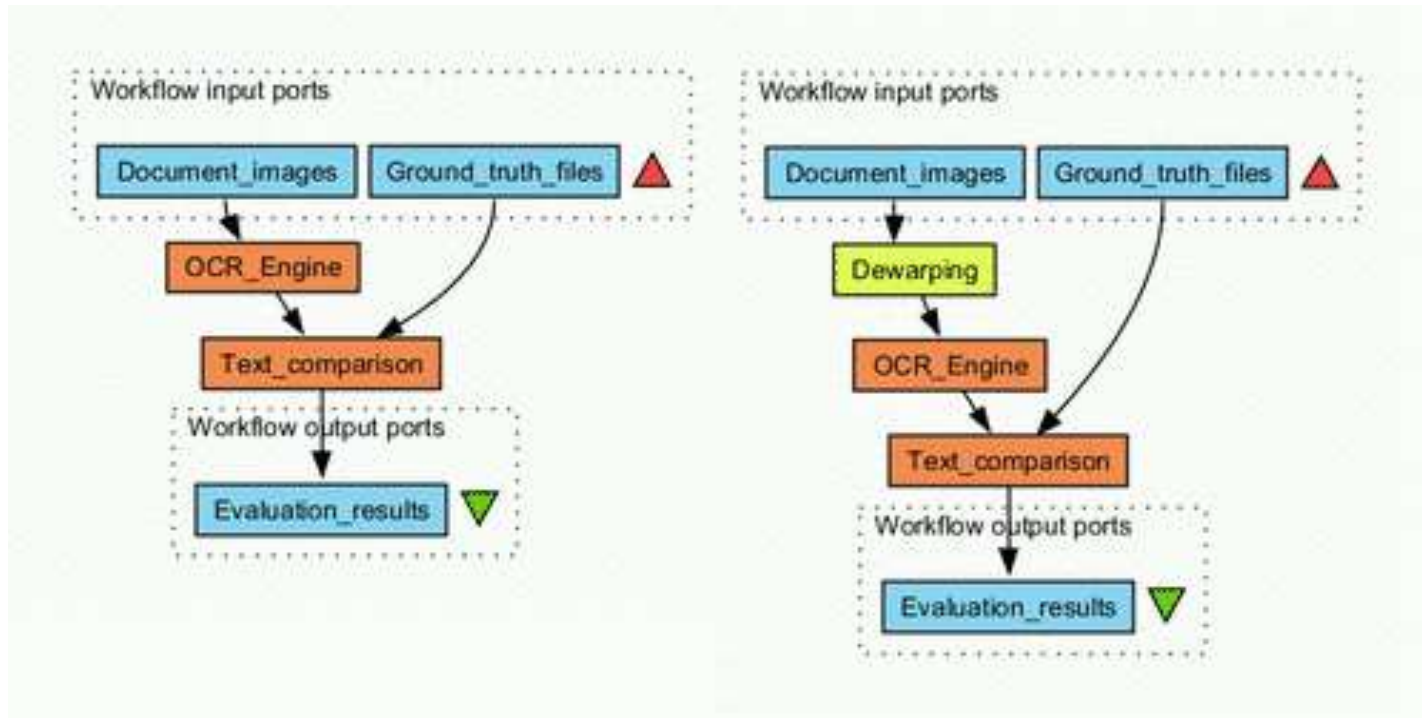 Workflow input ports
Document_images
Ground_truth_files
OCR_Engine
Text_comparison
Workflow output ports
Evaluation_results
Workflow input ports
Document_images
Ground_truth_files
Dewarping
OCR_Engine
Text_comparison
Workflow output ports
Evaluation_results